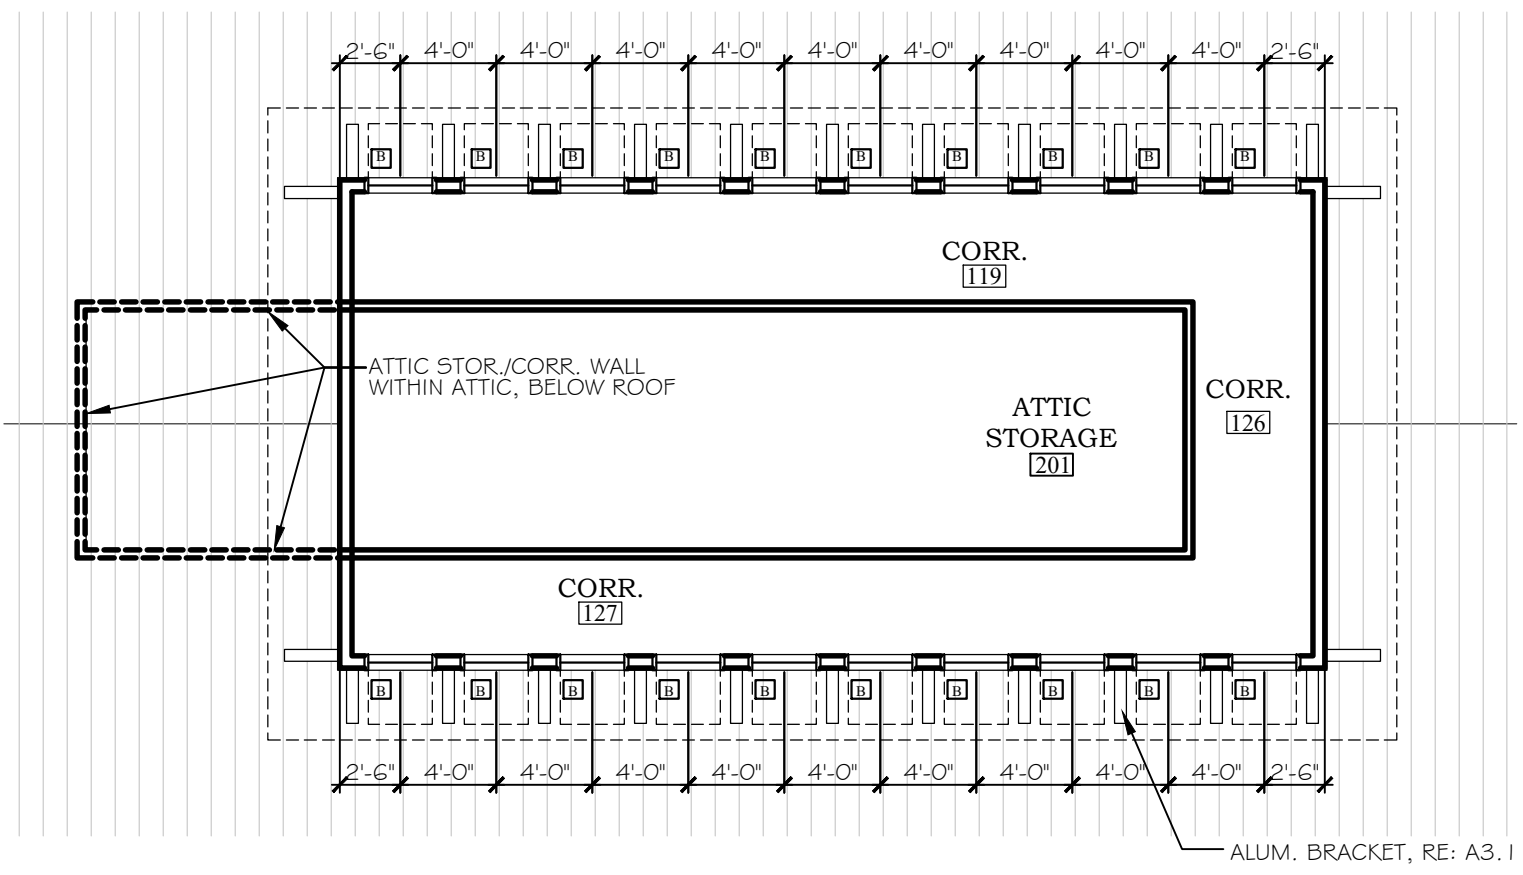 2'-6" 4'-0" 4'-0" 4'-0" 4'-0" 4'-0" 4'-0" 4'-0" 4'-0" 4'-0" 2'-6"
B B B B B B B B B B
CORR.
119
ATTIC STOR./CORR. WALL
WITHIN ATTIC, BELOW ROOF
ATTIC
STORAGE
201
CORR.
126
CORR.
127
B B B B B B B B B B
2'-6" 4'-0" 4'-0" 4'-0" 4'-0" 4'-0" 4'-0" 4'-0" 4'-0" 4'-0" 2'-6"
ALUM. BRACKET, RE: A3.1